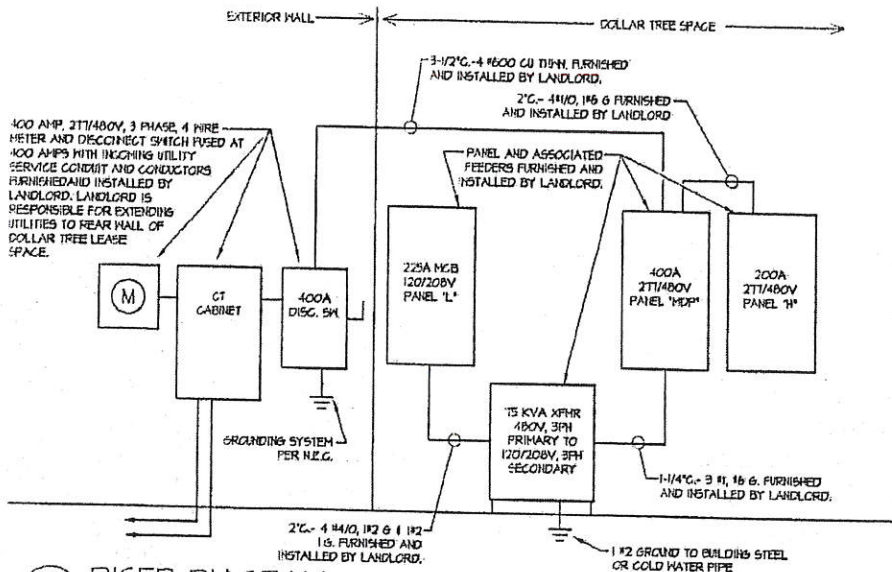 EXTERIOR WALL
DOLLAR TREE SPACE
3-1/2"C.-4 #600 CU THHN. FURNISHED
AND INSTALLED BY LANDLORD.
2"C.- 4#1/0, 1#6 G FURNISHED
AND INSTALLED BY LANDLORD
400 AMP, 277/480V, 3 PHASE, 4 WIRE
METER AND DISCONNECT SWITCH FUSED AT
400 AMPS WITH INCOMING UTILITY
SERVICE CONDUIT AND CONDUCTORS
FURNISHEDAND INSTALLED BY
LANDLORD. LANDLORD IS
RESPONSIBLE FOR EXTENDING
UTILITIES TO REAR WALL OF
DOLLAR TREE LEASE
SPACE.
PANEL AND ASSOCIATED
FEEDERS FURNISHED AND
INSTALLED BY LANDLORD.
M
CT
CABINET
400A
DISC. SW.
225A MCB
120/208V
PANEL "L"
400A
277/480V
PANEL "MDP"
200A
277/480V
PANEL "H"
GROUNDING SYSTEM
PER N.E.C.
75 KVA XFMR
480V, 3PH
PRIMARY TO
120/208V, 3PH
SECONDARY
1-1/4"C.- 3 #1, 1#6 G. FURNISHED
AND INSTALLED BY LANDLORD.
2"C.- 4 #4/0, 1#2 G & 1 #2
I.G. FURNISHED AND
INSTALLED BY LANDLORD.
1 #2 GROUND TO BUILDING STEEL
OR COLD WATER PIPE